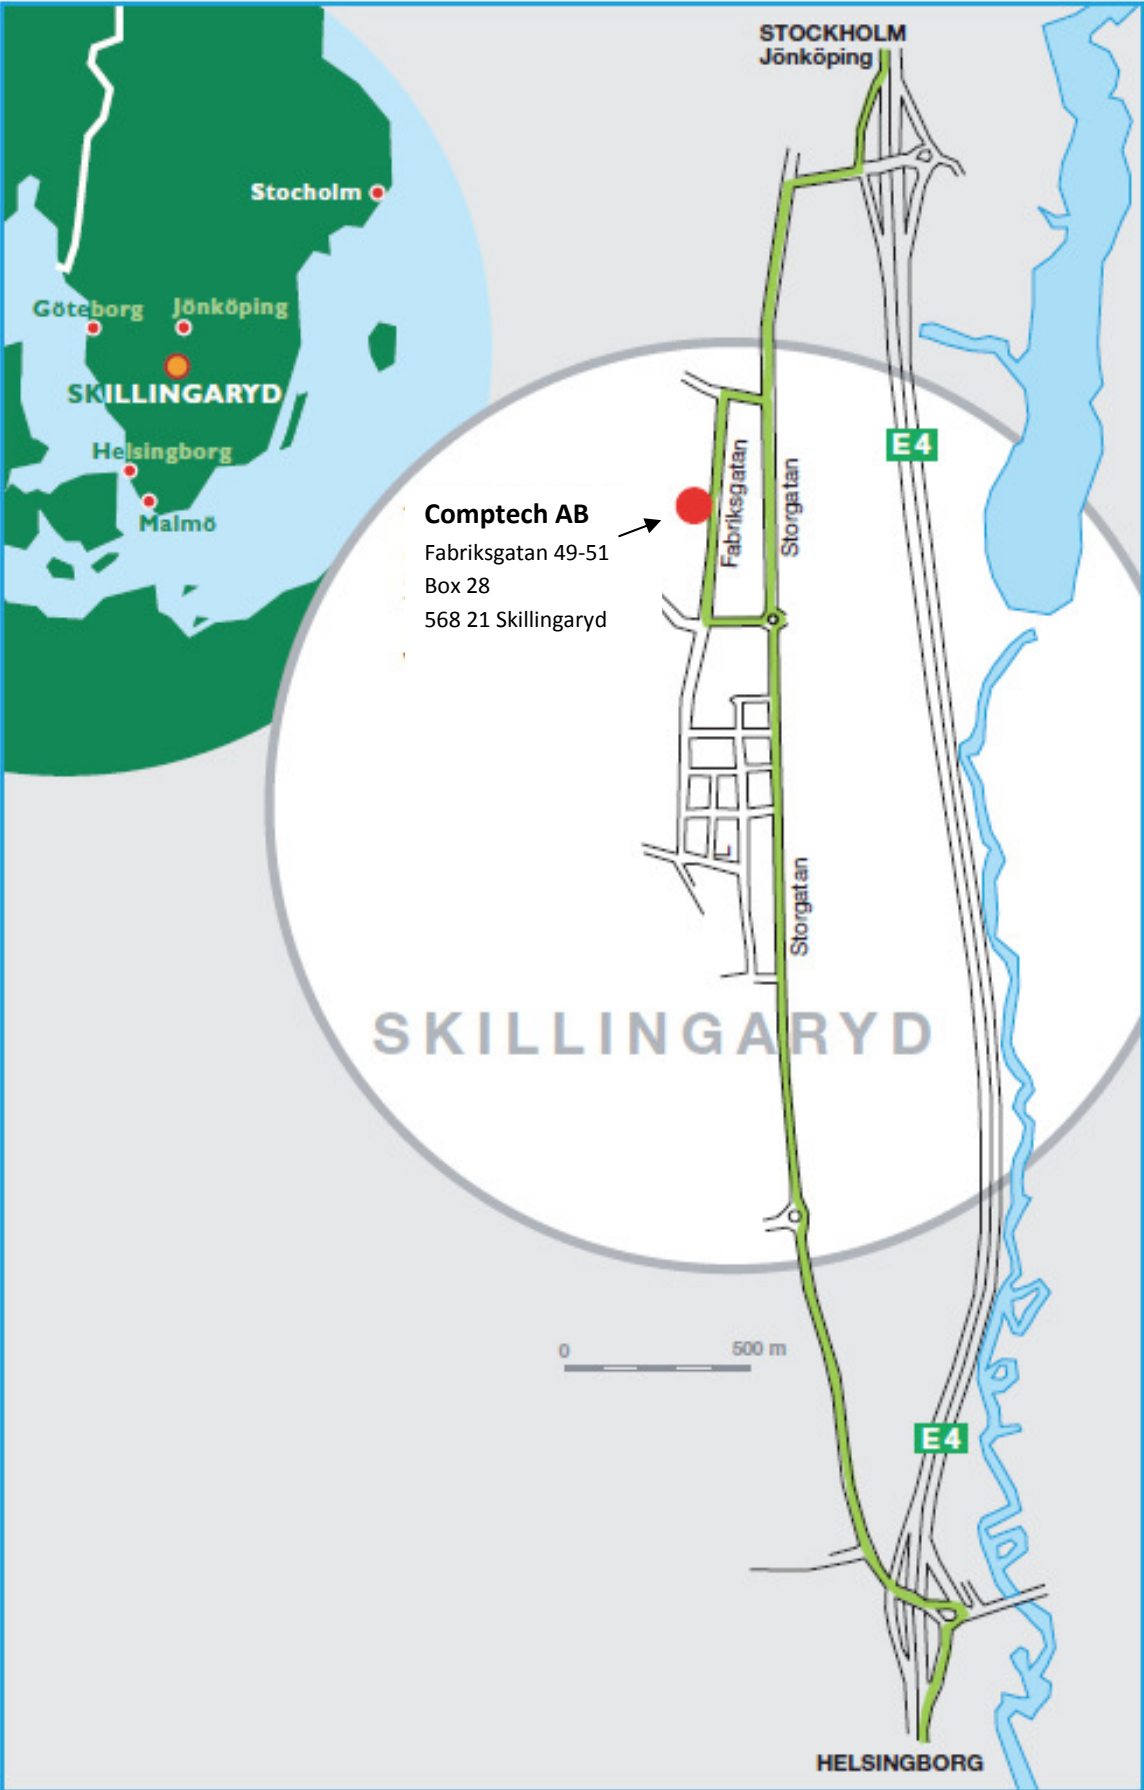 STOCKHOLM
Jönköping
Stocholm
Göteborg
Jönköping
SKILLINGARYD
Helsingborg
Malmö
E4
Comptech AB
Fabriksgatan 49-51
Box 28
568 21 Skillingaryd
Fabriksgatan
Storgatan
Storgatan
SKILLINGARYD
0 500 m
E4
HELSINGBORG